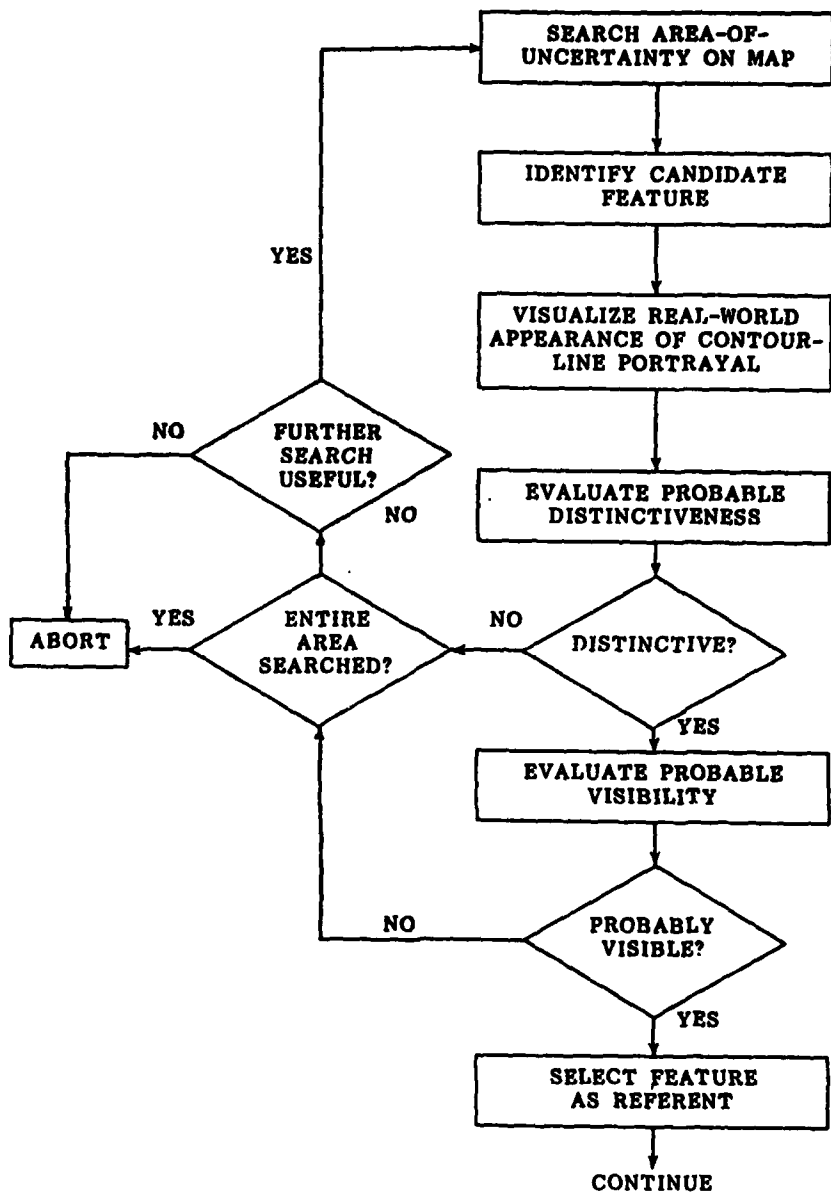 SEARCH AREA-OF-
UNCERTAINTY ON MAP
IDENTIFY CANDIDATE
FEATURE
YES
VISUALIZE REAL-WORLD
APPEARANCE OF CONTOUR-
LINE PORTRAYAL
NO
FURTHER
SEARCH
USEFUL?
EVALUATE PROBABLE
DISTINCTIVENESS
NO
ABORT
YES
ENTIRE
AREA
SEARCHED?
NO
DISTINCTIVE?
YES
EVALUATE PROBABLE
VISIBILITY
NO
PROBABLY
VISIBLE?
YES
SELECT FEATURE
AS REFERENT
CONTINUE